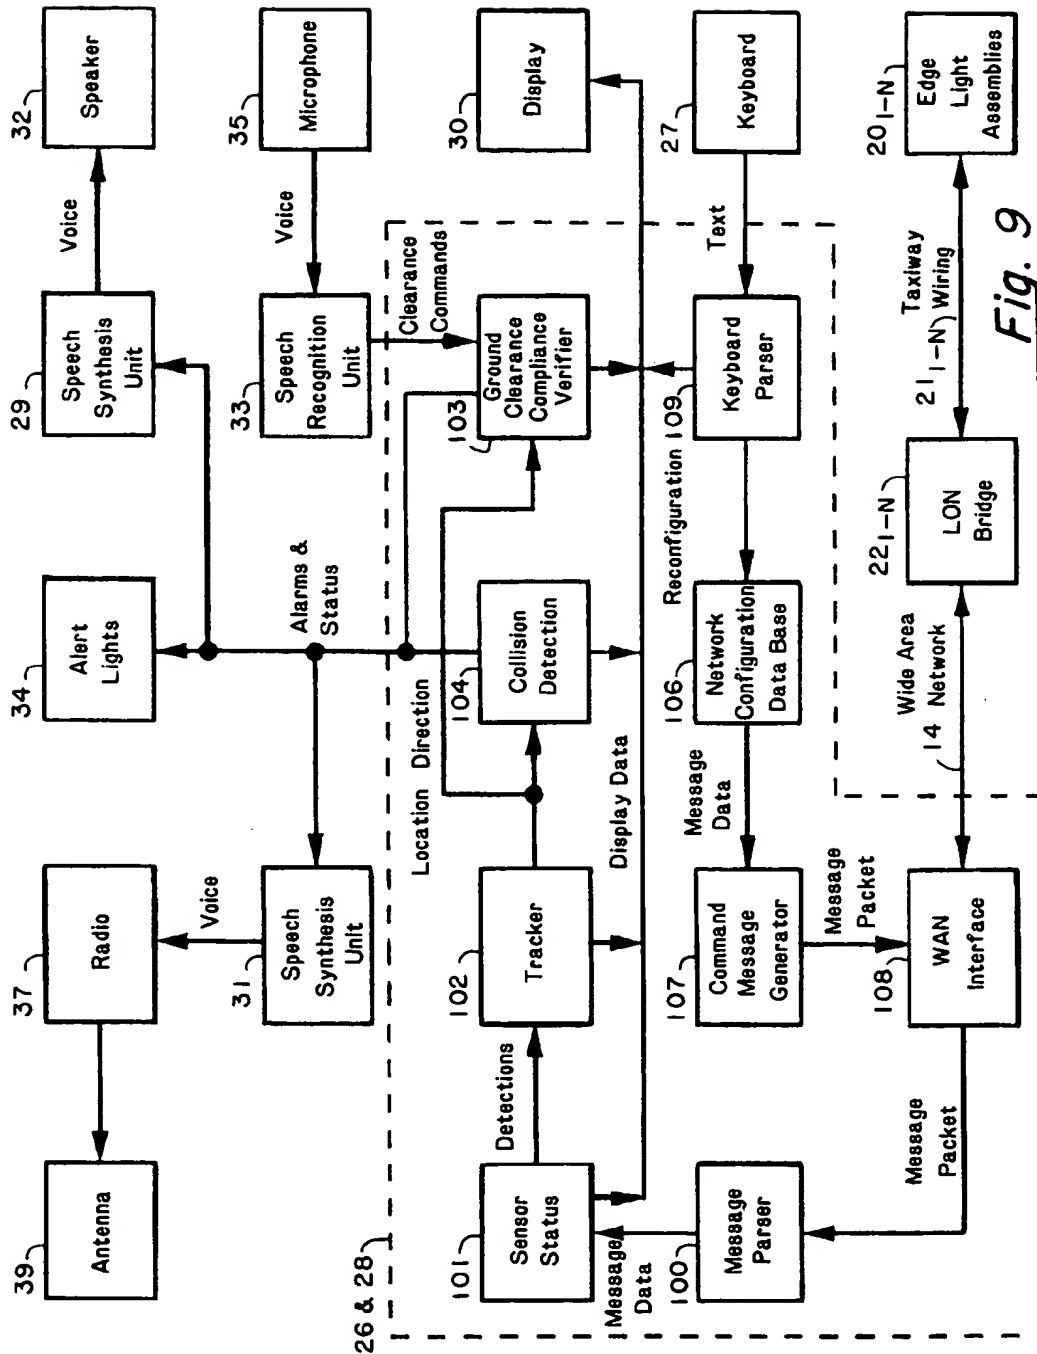 39
Antenna
37
Radio
34
Alert
Lights
29
Speech
Synthesis
Unit
Voice
32
Speaker
Voice
31
Speech
Synthesis
Unit
Alarms &
Status
33
Speech
Recognition
Unit
Voice
35
Microphone
26 & 28
Location
Direction
Clearance
Commands
101
Sensor
Status
Detections
102
Tracker
104
Collision
Detection
103
Ground
Clearance
Compliance
Verifier
30
Display
Display Data
Message
Data
100
Message
Parser
107
Command
Message
Generator
Message
Data
106
Network
Configuration
Data Base
Reconfiguration
109
Keyboard
Parser
Text
27
Keyboard
Message
Packet
Message
Packet
108
WAN
Interface
Wide Area
14 Network
22 1-N
LON
Bridge
Taxiway
21 1-N Wiring
20 1-N
Edge
Light
Assemblies
Fig. 9